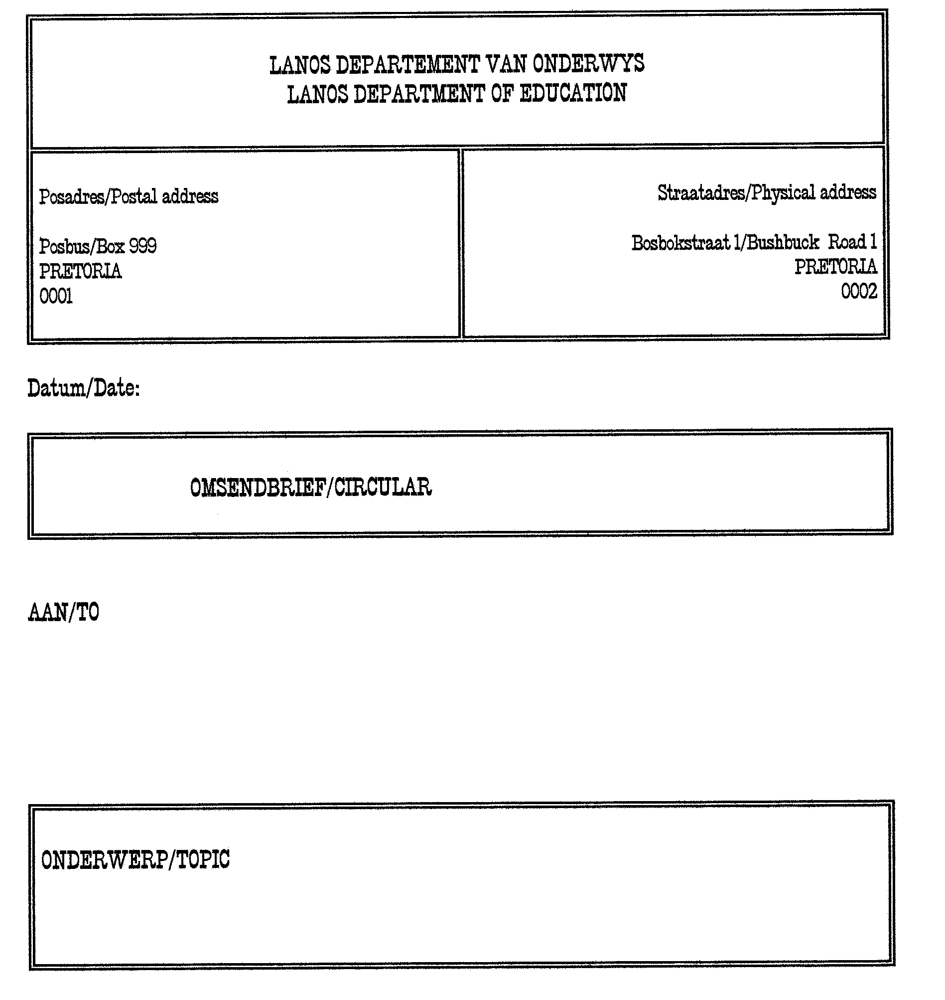 LANOS DEPARTEMENT VAN ONDERWYS
LANOS DEPARTMENT OF EDUCATION
Posadres/Postal address
Posbus/Box 999
PRETORIA
0001
Straatadres/Physical address
Bosbokstraat 1/Bushbuck Road 1
PRETORIA
0002
Datum/Date:
OMSENDBRIEF/CIRCULAR
AAN/TO
ONDERWERP/TOPIC